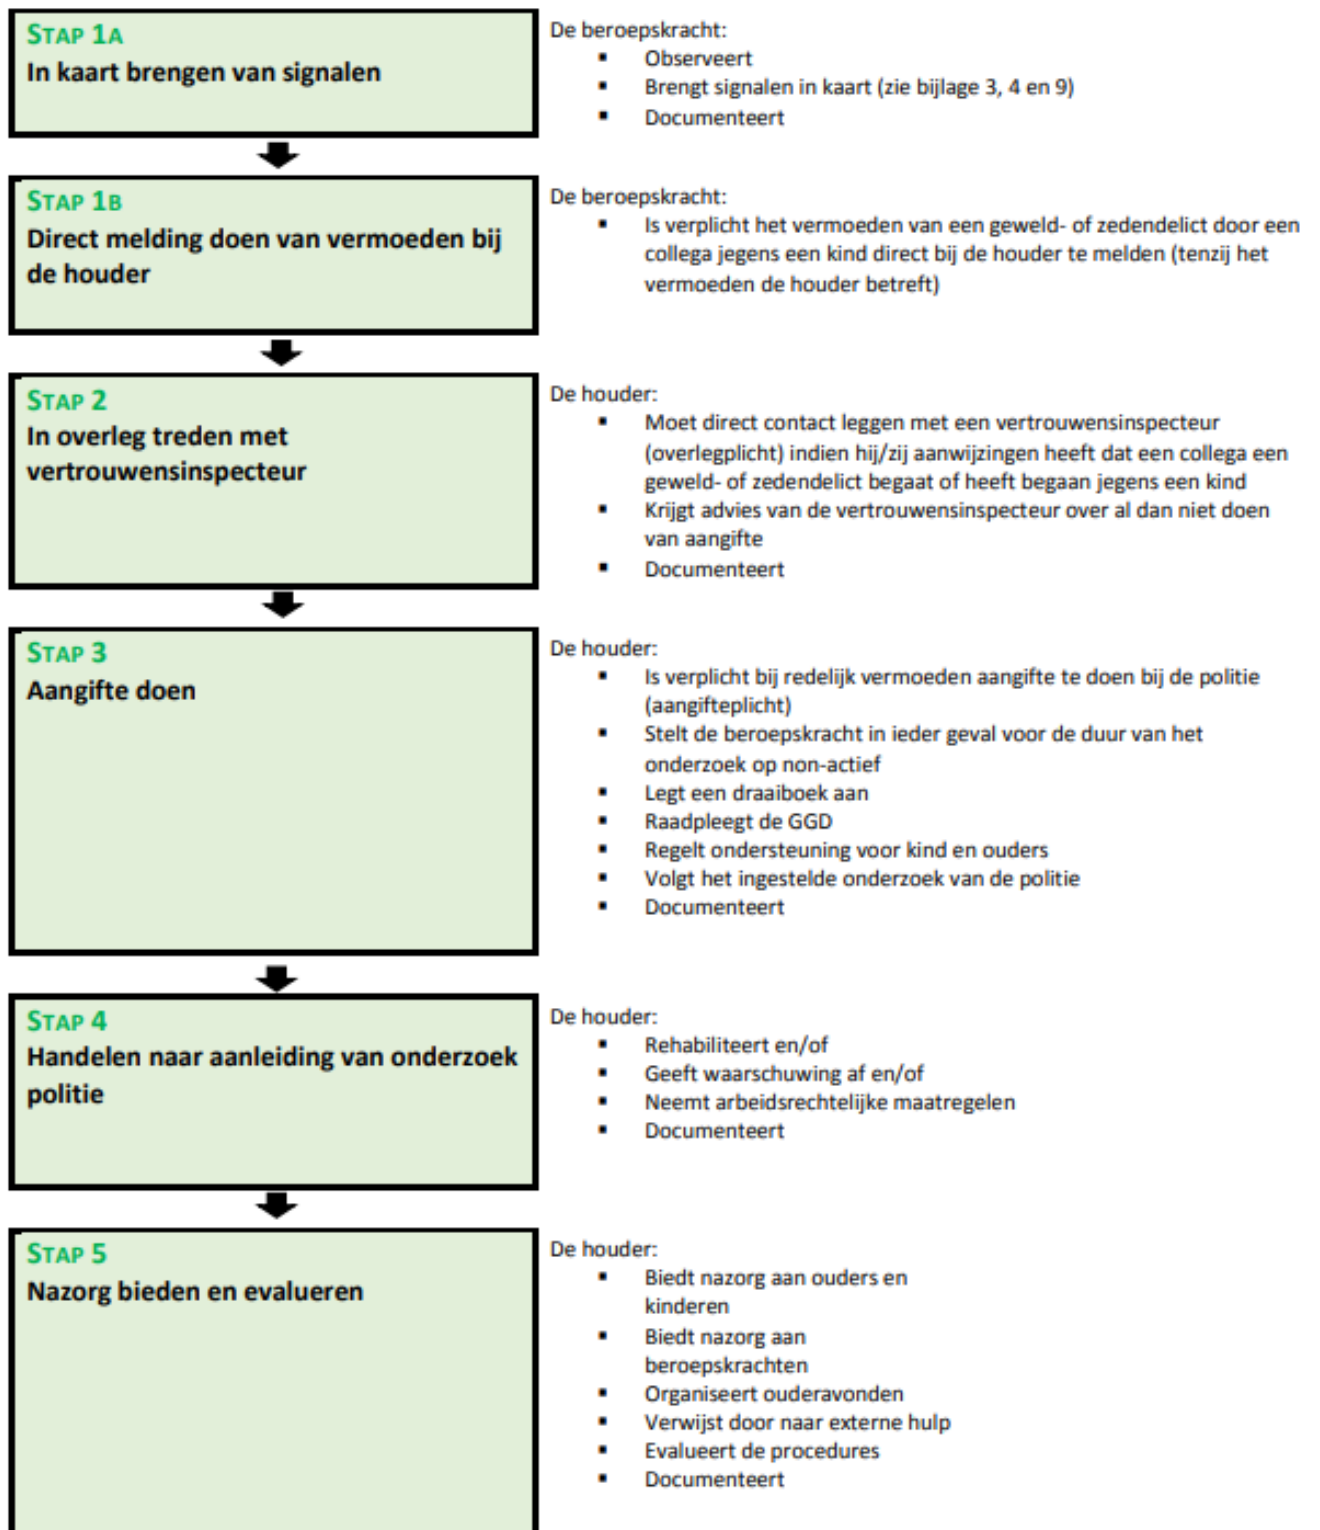 STAP 1A
In kaart brengen van signalen
De beroepskracht:
▪ Observeert
▪ Brengt signalen in kaart (zie bijlage 3, 4 en 9)
▪ Documenteert
STAP 1B
Direct melding doen van vermoeden bij
de houder
De beroepskracht:
▪ Is verplicht het vermoeden van een geweld- of zedendelict door een
collega jegens een kind direct bij de houder te melden (tenzij het
vermoeden de houder betreft)
STAP 2
In overleg treden met
vertrouwensinspecteur
De houder:
▪ Moet direct contact leggen met een vertrouwensinspecteur
(overlegplicht) indien hij/zij aanwijzingen heeft dat een collega een
geweld- of zedendelict begaat of heeft begaan jegens een kind
▪ Krijgt advies van de vertrouwensinspecteur over al dan niet doen
van aangifte
▪ Documenteert
STAP 3
Aangifte doen
De houder:
▪ Is verplicht bij redelijk vermoeden aangifte te doen bij de politie
(aangifteplicht)
▪ Stelt de beroepskracht in ieder geval voor de duur van het
onderzoek op non-actief
▪ Legt een draaiboek aan
▪ Raadpleegt de GGD
▪ Regelt ondersteuning voor kind en ouders
▪ Volgt het ingestelde onderzoek van de politie
▪ Documenteert
STAP 4
Handelen naar aanleiding van onderzoek
politie
De houder:
▪ Rehabiliteert en/of
▪ Geeft waarschuwing af en/of
▪ Neemt arbeidsrechtelijke maatregelen
▪ Documenteert
STAP 5
Nazorg bieden en evalueren
De houder:
▪ Biedt nazorg aan ouders en
kinderen
▪ Biedt nazorg aan
beroepskrachten
▪ Organiseert ouderavonden
▪ Verwijst door naar externe hulp
▪ Evalueert de procedures
▪ Documenteert